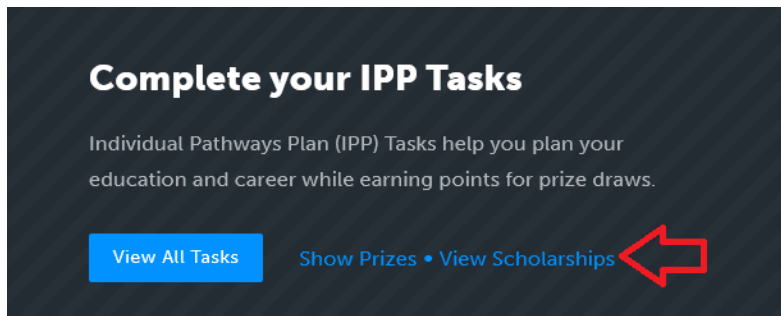 Complete your IPP Tasks
Individual Pathways Plan (IPP) Tasks help you plan your
education and career while earning points for prize draws.
View All Tasks Show Prizes • View Scholarships